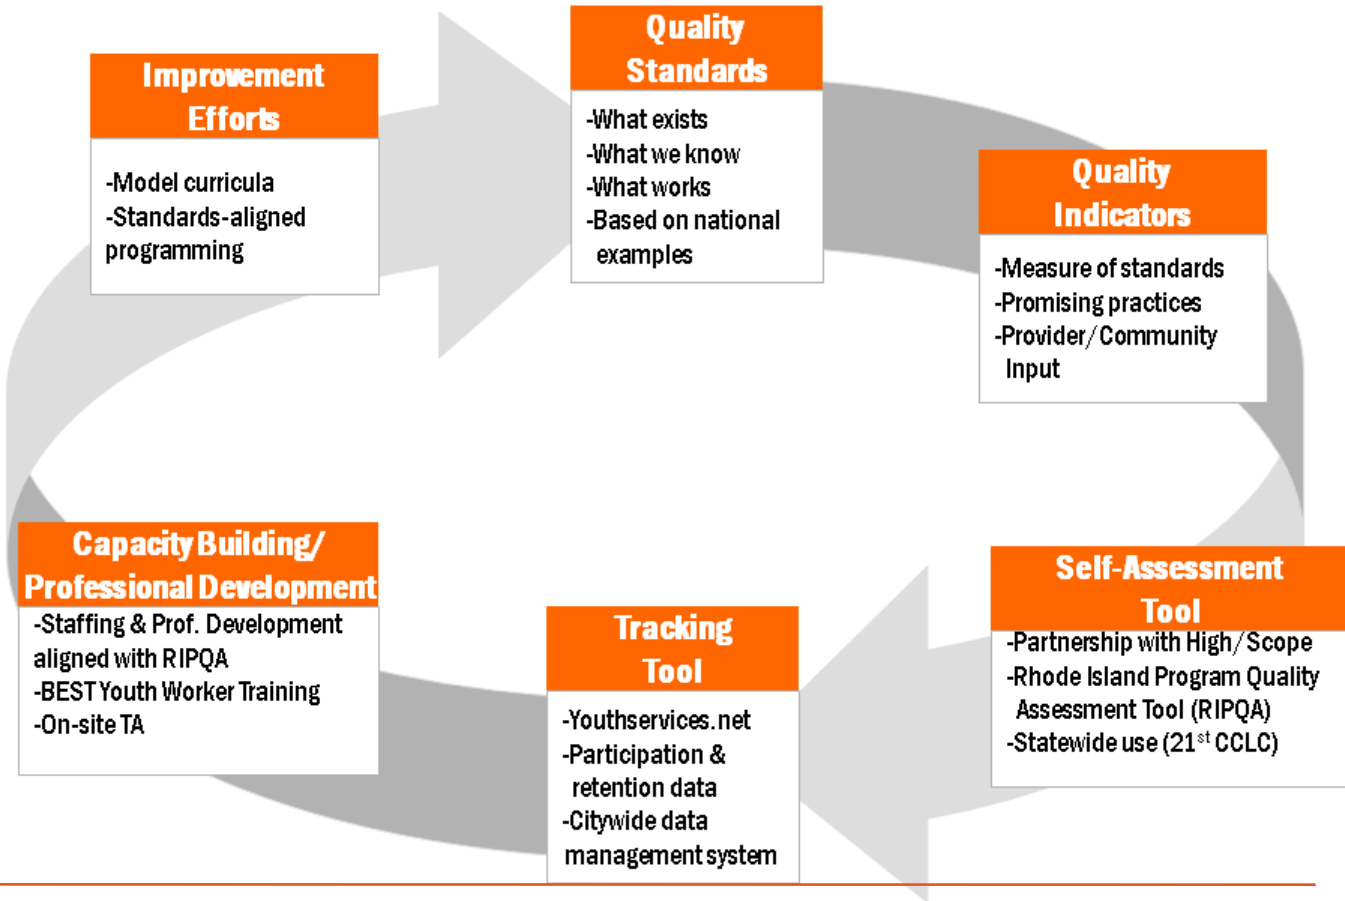 Quality
Standards
-What exists
-What we know
-What works
-Based on national
examples
Quality
Indicators
-Measure of standards
-Promising practices
-Provider/Community
Input
Self-Assessment
Tool
-Partnership with High/Scope
-Rhode Island Program Quality
Assessment Tool (RIPQA)
-Statewide use (21st CCLC)
Tracking
Tool
-Youthservices.net
-Participation &
retention data
-Citywide data
management system
Capacity Building/
Professional Development
-Staffing & Prof. Development
aligned with RIPQA
-BEST Youth Worker Training
-On-site TA
Improvement
Efforts
-Model curricula
-Standards-aligned
programming